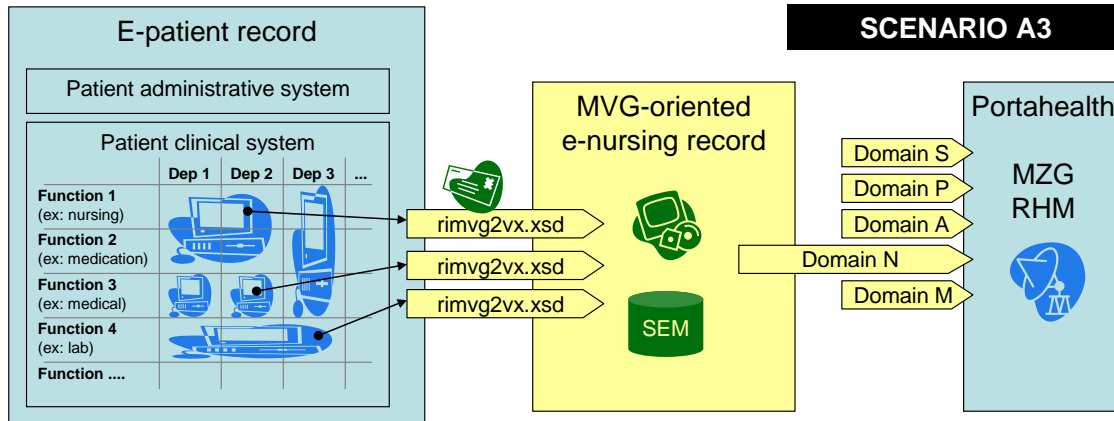 SCENARIO A3
E-patient record
Patient administrative system
Patient clinical system
Dep 1 Dep 2 Dep 3 ...
Function 1
(ex: nursing)
Function 2
(ex: medication)
Function 3
(ex: medical)
Function 4
(ex: lab)
Function ....
rimvg2vx.xsd
rimvg2vx.xsd
rimvg2vx.xsd
MVG-oriented
e-nursing record
SEM
Domain S
Domain P
Domain A
Domain N
Domain M
Portahealth
MZG
RHM